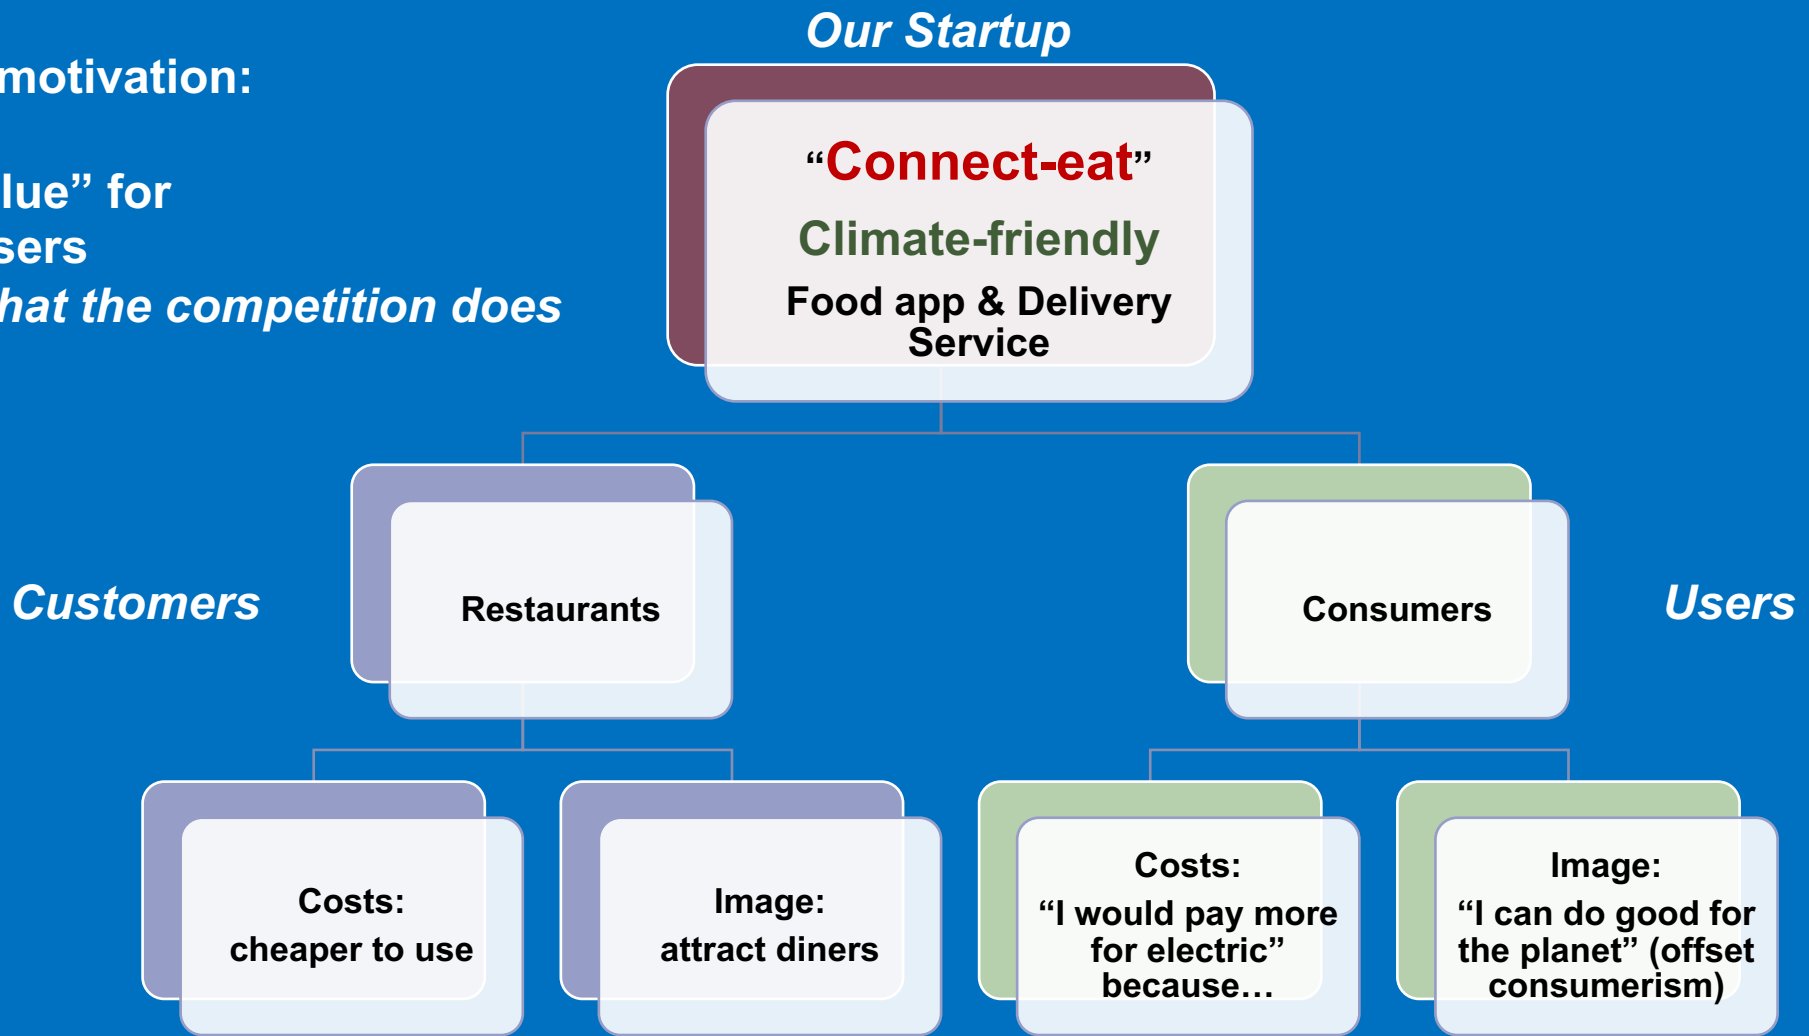 Our Startup
motivation:
lue” for
sers
hat the competition does
“Connect-eat”
Climate-friendly
Food app & Delivery
Service
Customers
Restaurants
Consumers
Users
Costs:
cheaper to use
Image:
attract diners
Costs:
“I would pay more
for electric”
because…
Image:
“I can do good for
the planet” (offset
consumerism)